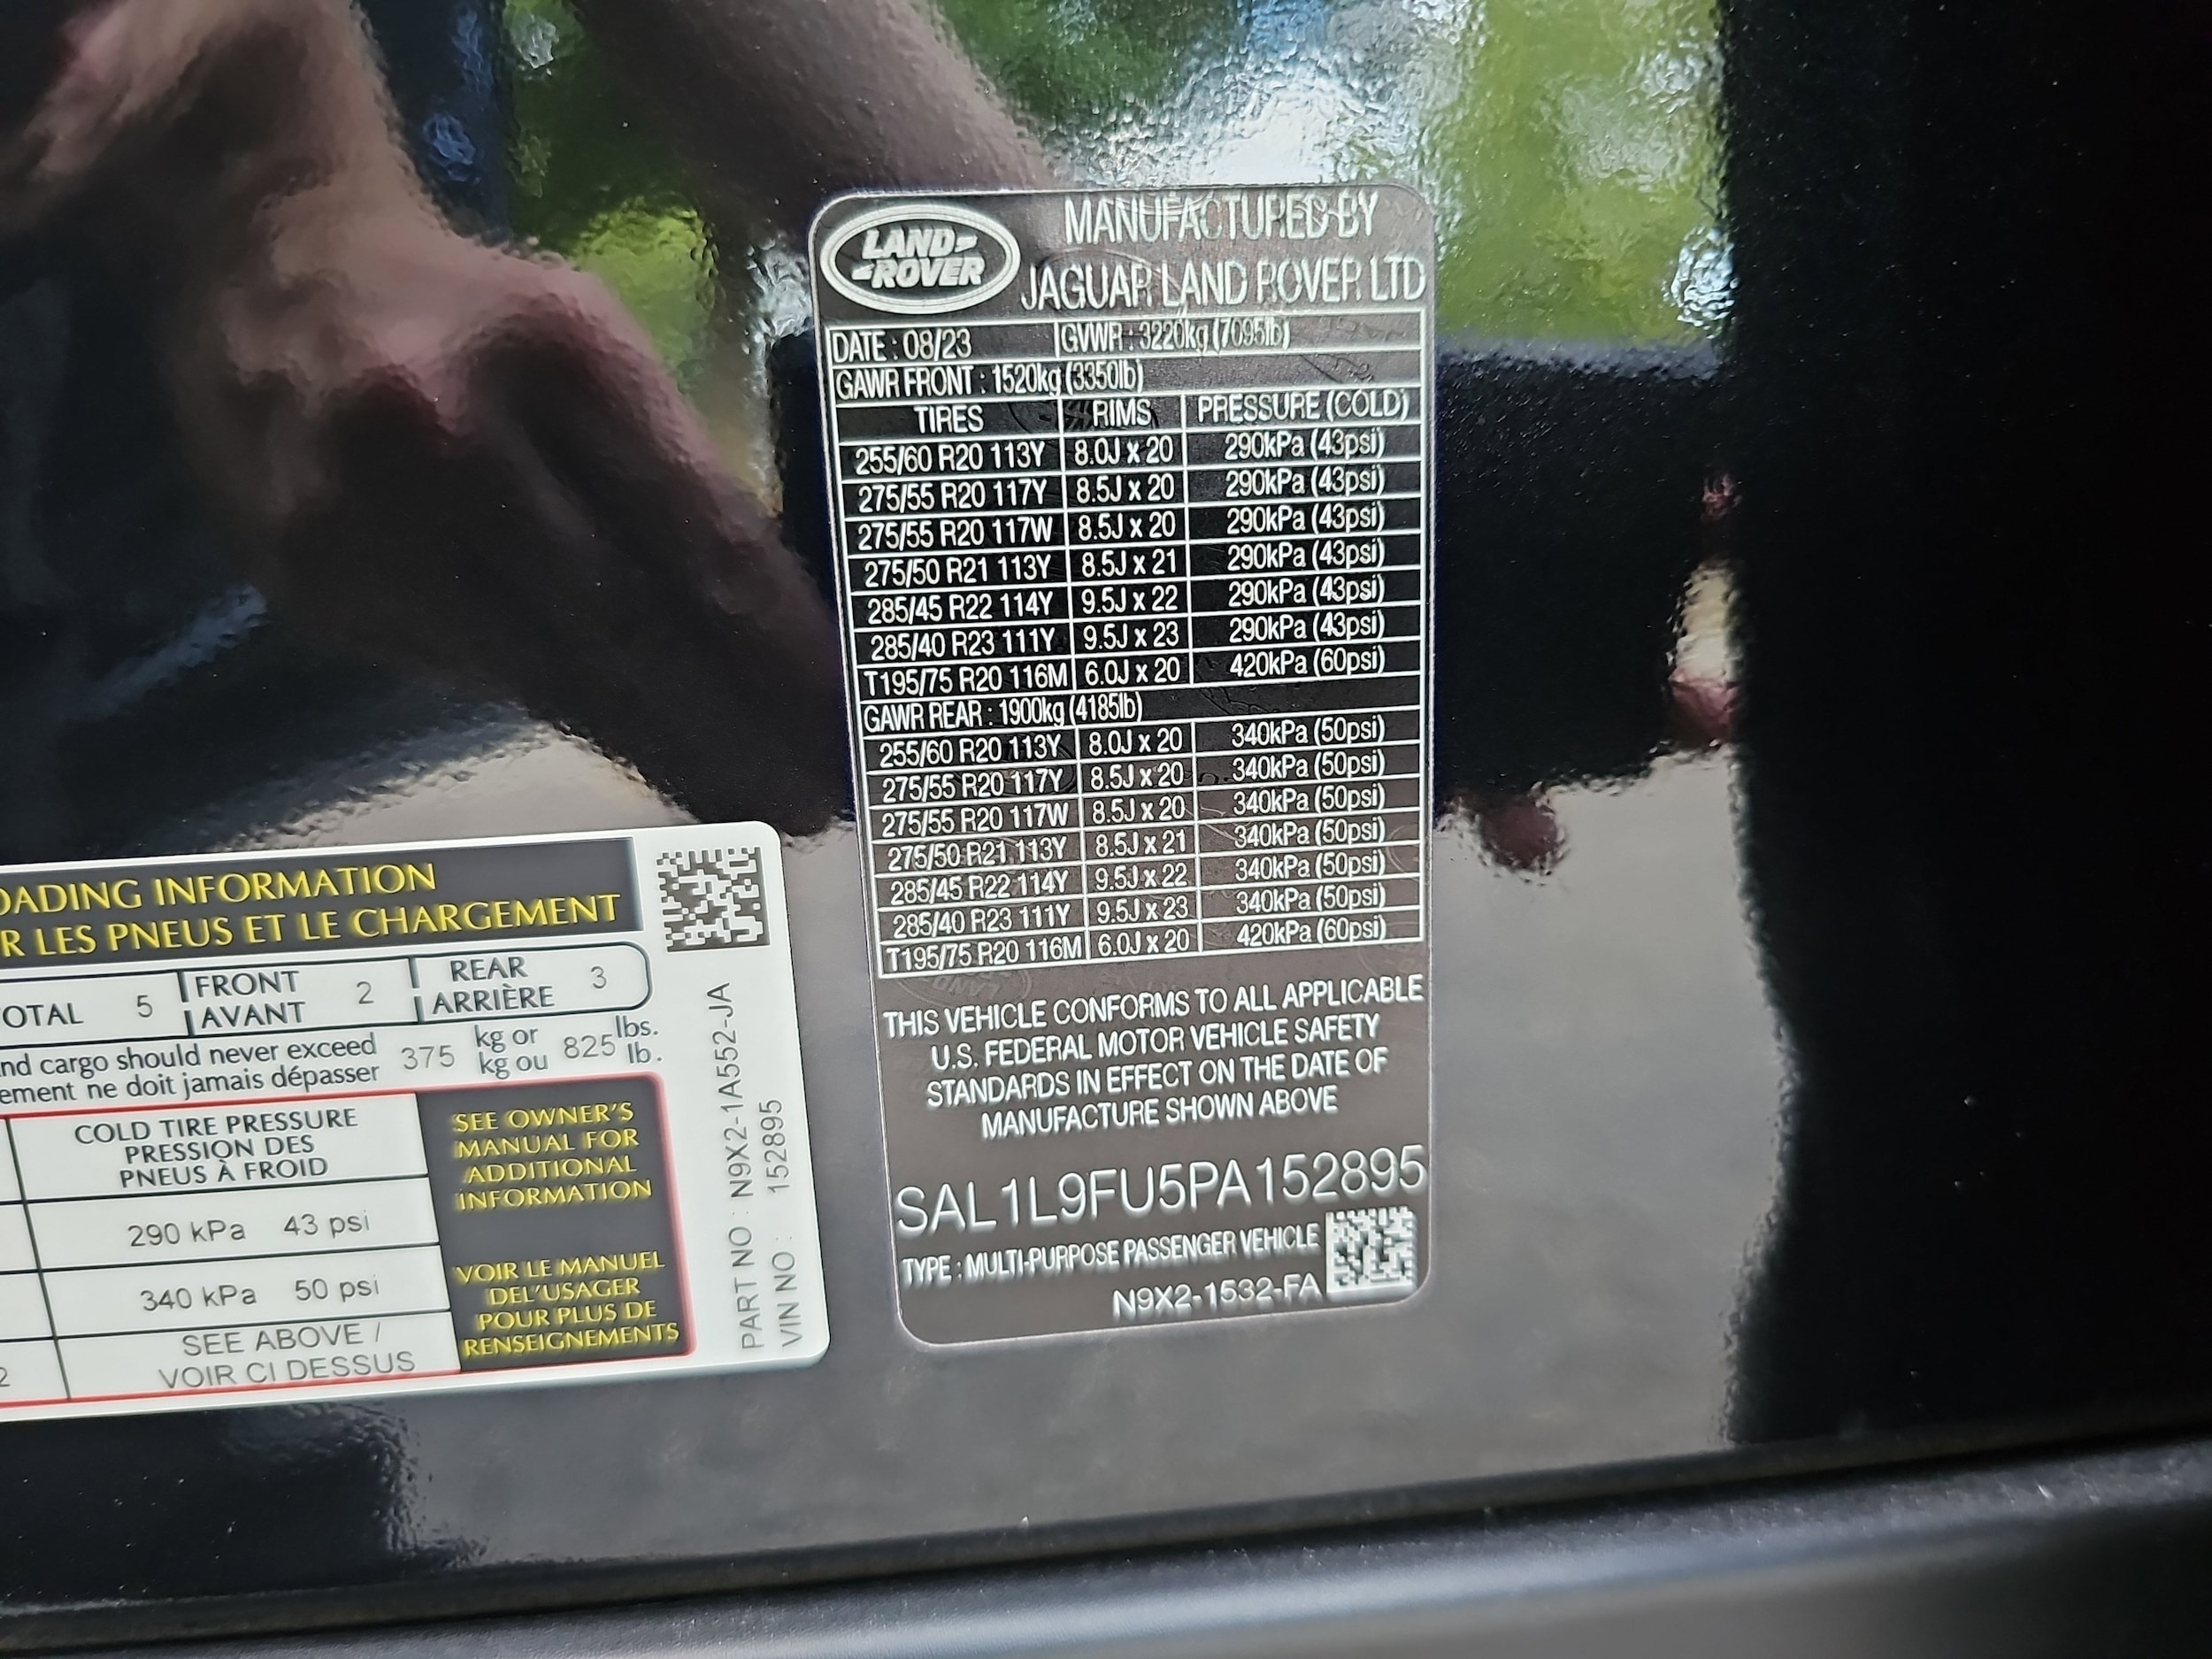 LAND
ROVER
MANUFACTURED BY
JAGUAR LAND ROVER LTD
DATE : 08/23 GVWR : 3220kg (7095lb)
GAWR FRONT : 1520kg (3350lb)
TIRES RIMS PRESSURE (COLD)
255/60 R20 113Y 8.0J x 20 290kPa (43psi)
275/55 R20 117Y 8.5J x 20 290kPa (43psi)
275/55 R20 117W 8.5J x 20 290kPa (43psi)
275/50 R21 113Y 8.5J x 21 290kPa (43psi)
285/45 R22 114Y 9.5J x 22 290kPa (43psi)
285/40 R23 111Y 9.5J x 23 290kPa (43psi)
T195/75 R20 116M 6.0J x 20 420kPa (60psi)
GAWR REAR : 1900kg (4185lb)
255/60 R20 113Y 8.0J x 20 340kPa (50psi)
275/55 R20 117Y 8.5J x 20 340kPa (50psi)
275/55 R20 117W 8.5J x 20 340kPa (50psi)
275/50 R21 113Y 8.5J x 21 340kPa (50psi)
285/45 R22 114Y 9.5J x 22 340kPa (50psi)
285/40 R23 111Y 9.5J x 23 340kPa (50psi)
T195/75 R20 116M 6.0J x 20 420kPa (60psi)
THIS VEHICLE CONFORMS TO ALL APPLICABLE
U.S. FEDERAL MOTOR VEHICLE SAFETY
STANDARDS IN EFFECT ON THE DATE OF
MANUFACTURE SHOWN ABOVE
SAL1L9FU5PA152895
TYPE : MULTI-PURPOSE PASSENGER VEHICLE
N9X2-1532-FA
OADING INFORMATION
R LES PNEUS ET LE CHARGEMENT
OTAL 5 FRONT AVANT 2 REAR ARRIÈRE 3
nd cargo should never exceed 375 kg or 825 lbs.
ement ne doit jamais dépasser kg ou lb.
COLD TIRE PRESSURE
PRESSION DES
PNEUS À FROID
290 kPa 43 psi
340 kPa 50 psi
SEE ABOVE /
2 VOIR CI DESSUS
SEE OWNER'S
MANUAL FOR
ADDITIONAL
INFORMATION
VOIR LE MANUEL
DEL'USAGER
POUR PLUS DE
RENSEIGNEMENTS
PART NO : N9X2-1A552-JA
VIN NO : 152895